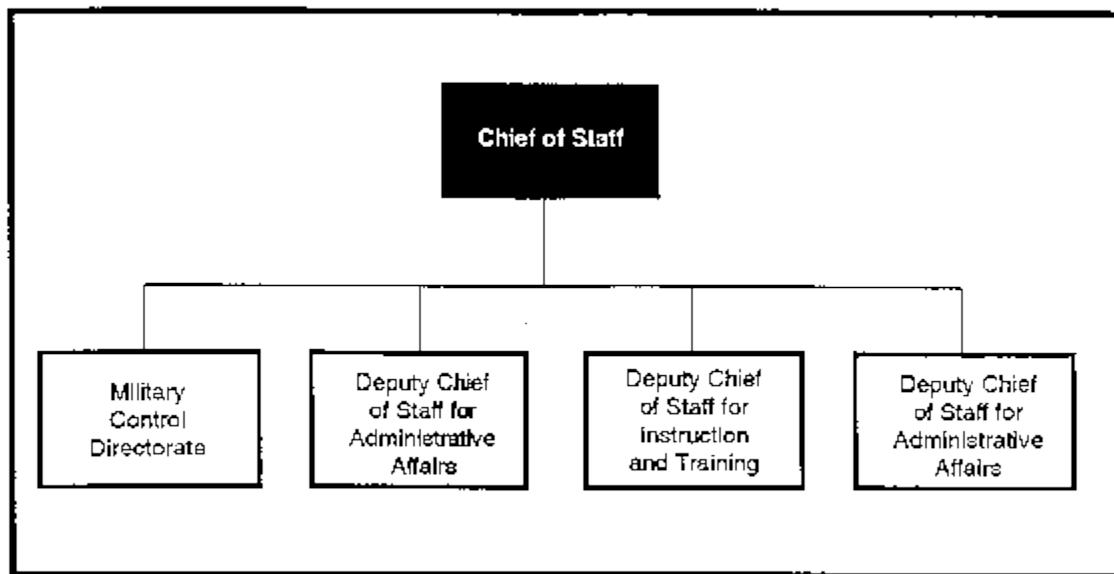 Chief of Staff
Military
Control
Directorate
Deputy Chief
of Staff for
Administrative
Affairs
Deputy Chief
of Staff for
Instruction
and Training
Deputy Chief
of Staff for
Administrative
Affairs